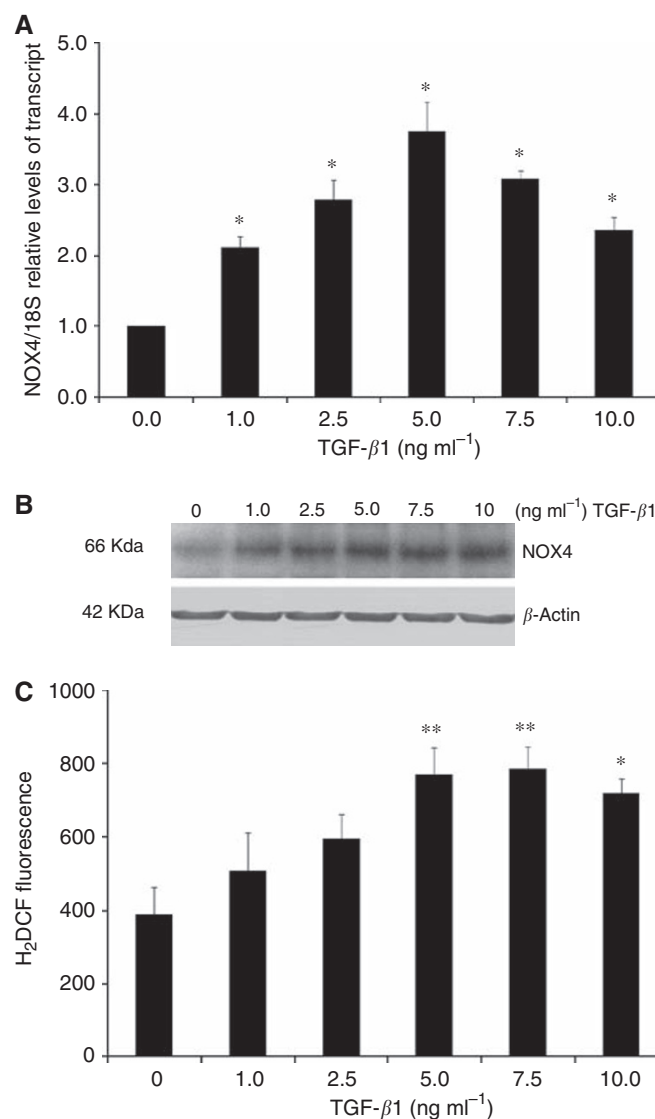 A
NOX4/18S relative levels of transcript
5.0
4.0
3.0
2.0
1.0
0.0
* * * * *
0.0 1.0 2.5 5.0 7.5 10.0
TGF-β1 (ng ml⁻¹)
B
0 1.0 2.5 5.0 7.5 10 (ng ml⁻¹) TGF-β1
66 Kda NOX4
42 KDa β-Actin
C
H₂DCF fluorescence
1000
800
600
400
200
0
** ** *
0 1.0 2.5 5.0 7.5 10.0
TGF-β1 (ng ml⁻¹)